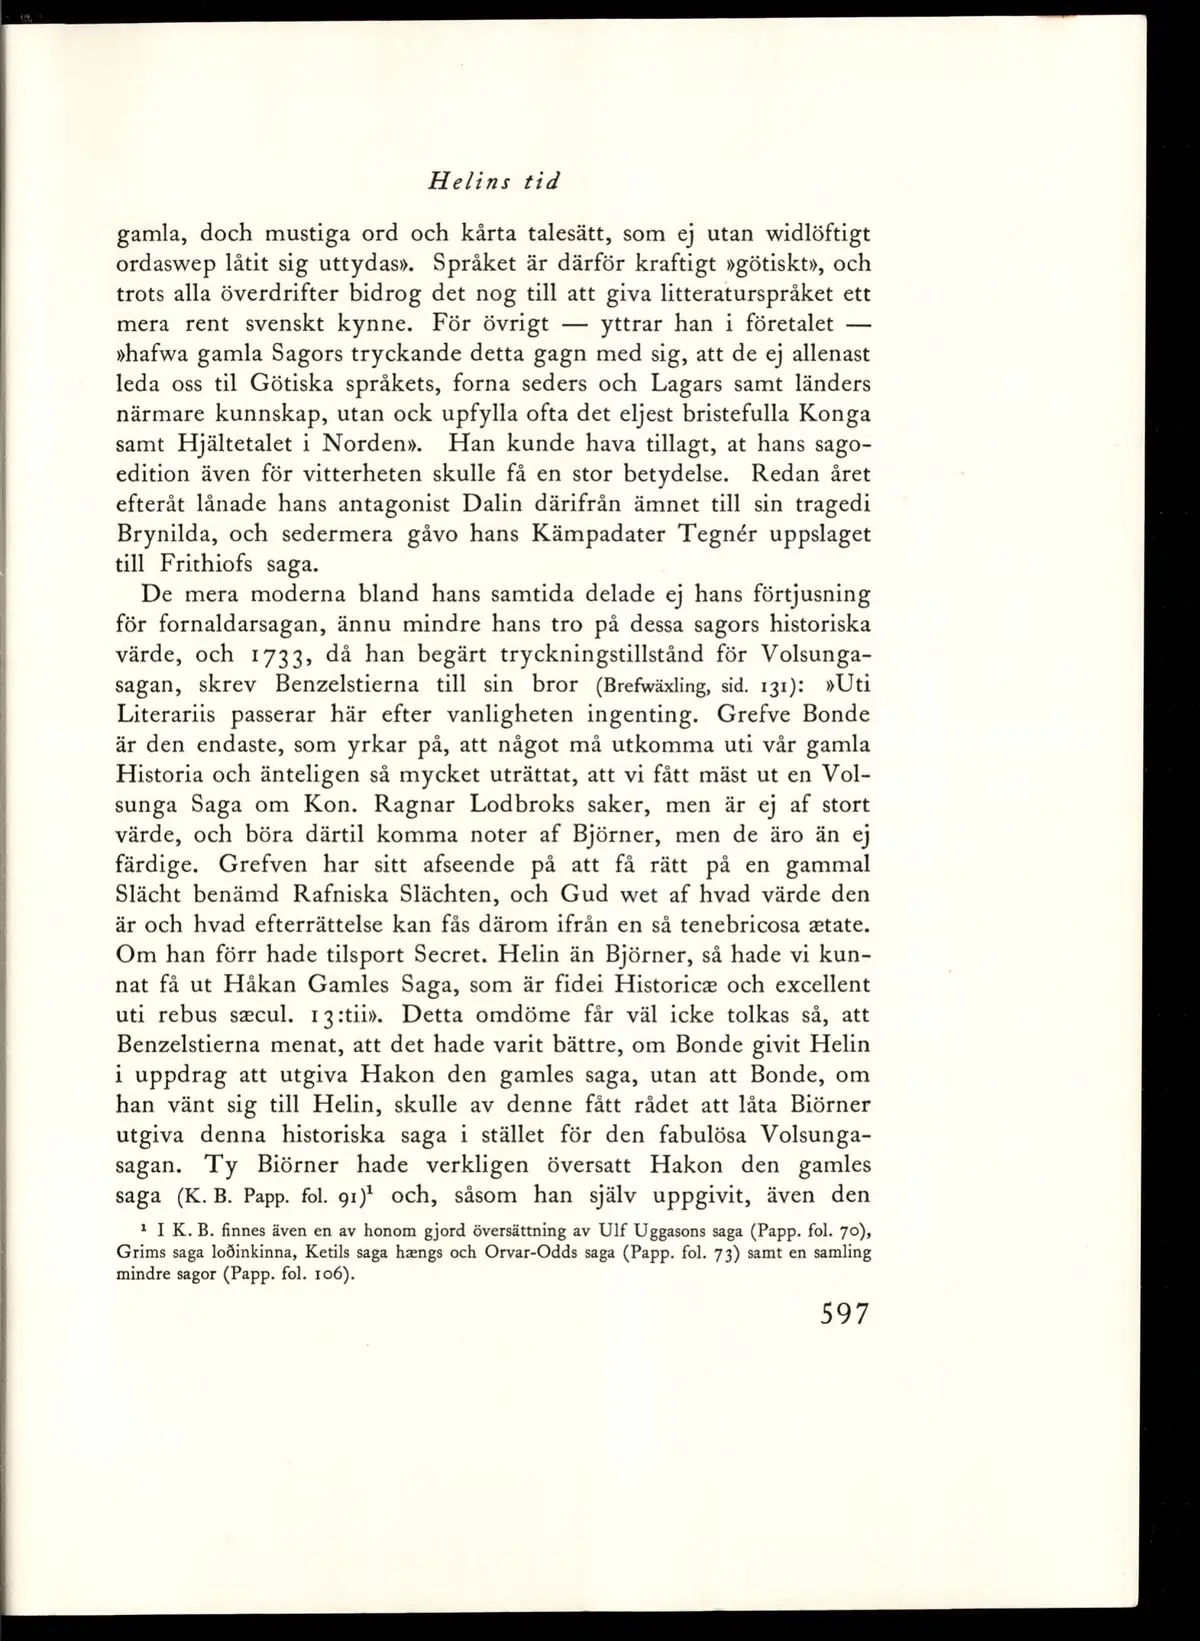 Helins tid
gamla, doch mustiga ord och kårta talesätt, som ej utan widlöftigt
ordaswep låtit sig uttydas». Språket är därför kraftigt »götiskt», och
trots alla överdrifter bidrog det nog till att giva litteraturspråket ett
mera rent svenskt kynne. För övrigt — yttrar han i företalet —
»hafwa gamla Sagors tryckande detta gagn med sig, att de ej allenast
leda oss til Götiska språkets, forna seders och Lagars samt länders
närmare kunnskap, utan ock upfylla ofta det eljest bristefulla Konga
samt Hjältetalet i Norden». Han kunde hava tillagt, at hans sago-
edition även för vitterheten skulle få en stor betydelse. Redan året
efteråt lånade hans antagonist Dalin därifrån ämnet till sin tragedi
Brynilda, och sedermera gåvo hans Kämpadater Tegnér uppslaget
till Frithiofs saga.
De mera moderna bland hans samtida delade ej hans förtjusning
för fornaldarsagan, ännu mindre hans tro på dessa sagors historiska
värde, och 1733, då han begärt tryckningstillstånd för Volsunga-
sagan, skrev Benzelstierna till sin bror (Brefwäxling, sid. 131): »Uti
Literariis passerar här efter vanligheten ingenting. Grefve Bonde
är den endaste, som yrkar på, att något må utkomma uti vår gamla
Historia och änteligen så mycket uträttat, att vi fått mäst ut en Vol-
sunga Saga om Kon. Ragnar Lodbroks saker, men är ej af stort
värde, och böra därtil komma noter af Björner, men de äro än ej
färdige. Grefven har sitt afseende på att få rätt på en gammal
Slächt benämd Rafniska Slächten, och Gud wet af hvad värde den
är och hvad efterrättelse kan fås därom ifrån en så tenebricosa ætate.
Om han förr hade tilsport Secret. Helin än Björner, så hade vi kun-
nat få ut Håkan Gamles Saga, som är fidei Historicæ och excellent
uti rebus sæcul. 13:tii». Detta omdöme får väl icke tolkas så, att
Benzelstierna menat, att det hade varit bättre, om Bonde givit Helin
i uppdrag att utgiva Hakon den gamles saga, utan att Bonde, om
han vänt sig till Helin, skulle av denne fått rådet att låta Biörner
utgiva denna historiska saga i stället för den fabulösa Volsunga-
sagan. Ty Biörner hade verkligen översatt Hakon den gamles
saga (K. B. Papp. fol. 91)¹ och, såsom han själv uppgivit, även den
¹ I K. B. finnes även en av honom gjord översättning av Ulf Uggasons saga (Papp. fol. 70),
Grims saga loðinkinna, Ketils saga hængs och Orvar-Odds saga (Papp. fol. 73) samt en samling
mindre sagor (Papp. fol. 106).
597